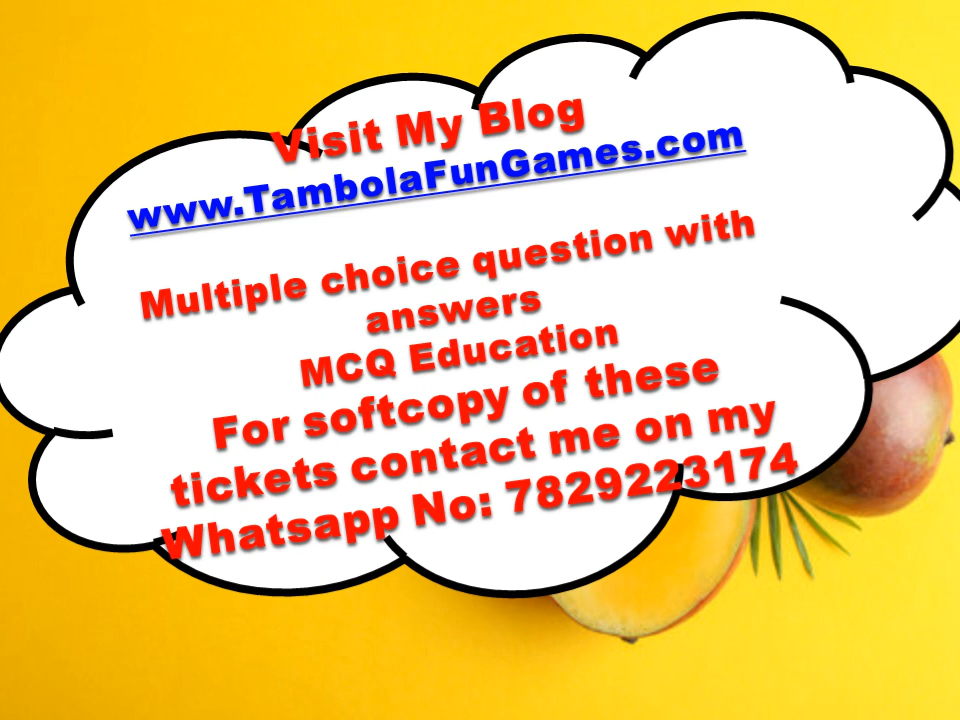 Visit My Blog
www.TambolaFunGames.com
Multiple choice question with
answers
MCQ Education
For softcopy of these
tickets contact me on my
Whatsapp No: 7829223174